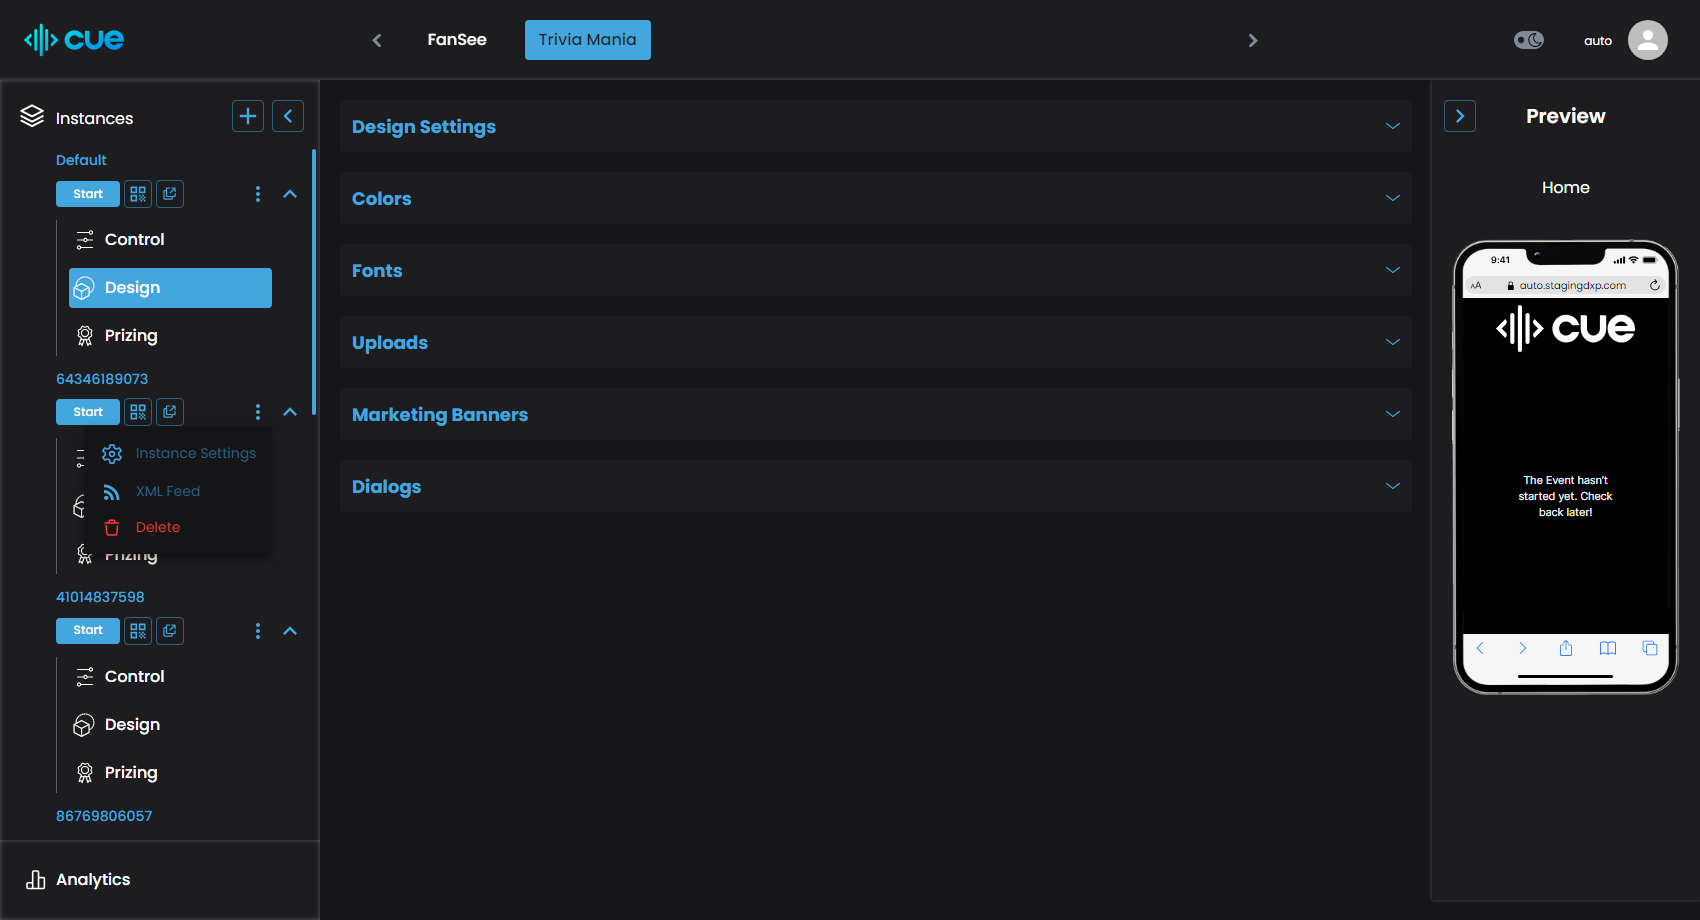 cue
FanSee
Trivia Mania
auto
Instances
Default
Start
Control
Design
Prizing
64346189073
Start
Instance Settings
XML Feed
Delete
Prizing
41014837598
Start
Control
Design
Prizing
86769806057
Analytics
Design Settings
Colors
Fonts
Uploads
Marketing Banners
Dialogs
Preview
Home
9:41
AA auto.stagingdxp.com
cue
The Event hasn't
started yet. Check
back later!